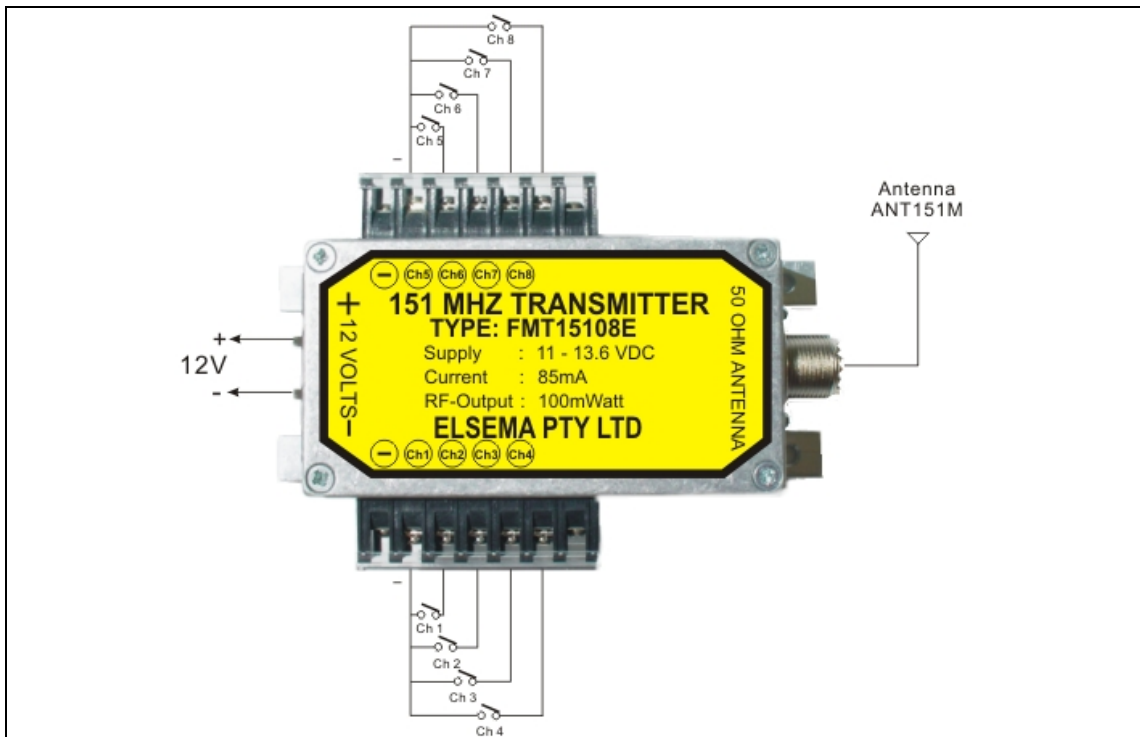 Ch 8
Ch 7
Ch 6
Ch 5
–
Antenna
ANT151M
– Ch5 Ch6 Ch7 Ch8
151 MHZ TRANSMITTER
TYPE: FMT15108E
Supply : 11 - 13.6 VDC
Current : 85mA
RF-Output : 100mWatt
ELSEMA PTY LTD
– Ch1 Ch2 Ch3 Ch4
+ 12 VOLTS –
50 OHM ANTENNA
+
12V
-
–
Ch 1
Ch 2
Ch 3
Ch 4